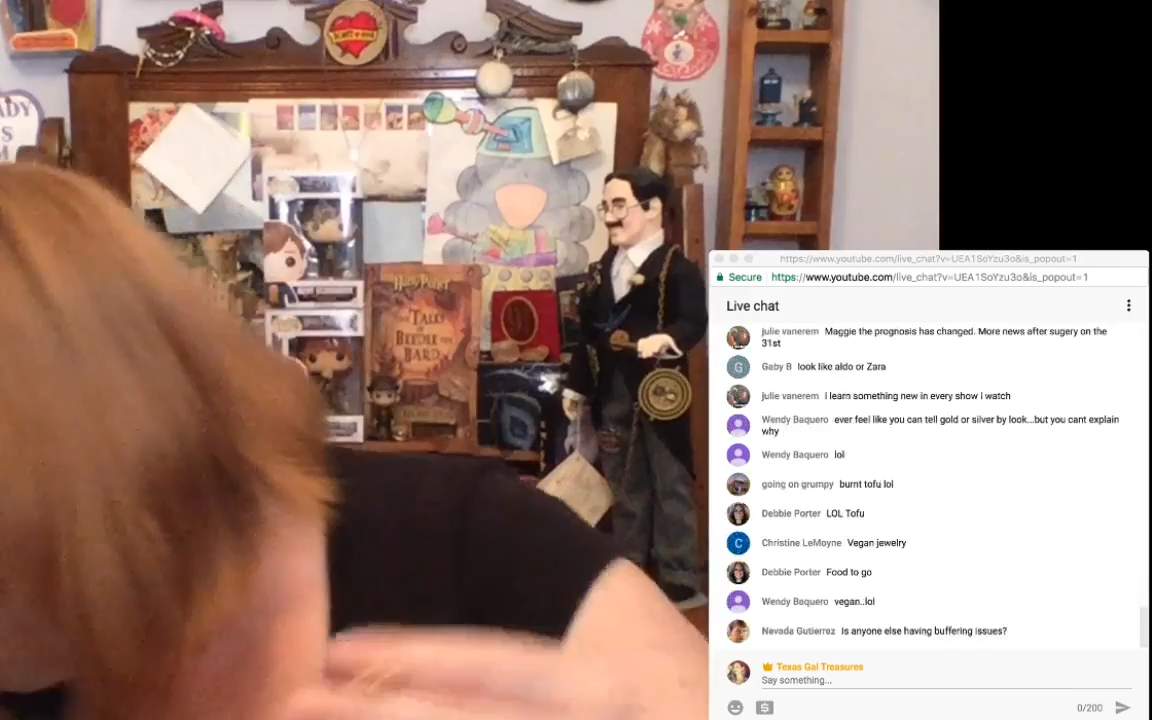 ADY
S
Harry Potter
The
TALES
OF
BEEDLE THE
BARD
https://www.youtube.com/live_chat?v=UEA1SoYzu3o&is_popout=1
Secure https://www.youtube.com/live_chat?v=UEA1SoYzu3o&is_popout=1
Live chat
julie vanerem Maggie the prognosis has changed. More news after sugery on the
31st
G Gaby B look like aldo or Zara
julie vanerem I learn something new in every show I watch
Wendy Baquero ever feel like you can tell gold or silver by look...but you cant explain
why
Wendy Baquero lol
going on grumpy burnt tofu lol
Debbie Porter LOL Tofu
C Christine LeMoyne Vegan jewelry
Debbie Porter Food to go
Wendy Baquero vegan..lol
Nevada Gutierrez Is anyone else having buffering issues?
Texas Gal Treasures
Say something...
0/200